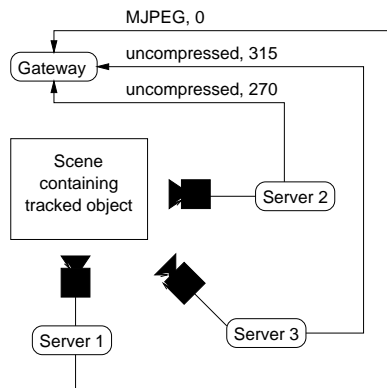 MJPEG, 0
uncompressed, 315
Gateway
uncompressed, 270
Scene
containing
tracked object
Server 2
Server 3
Server 1